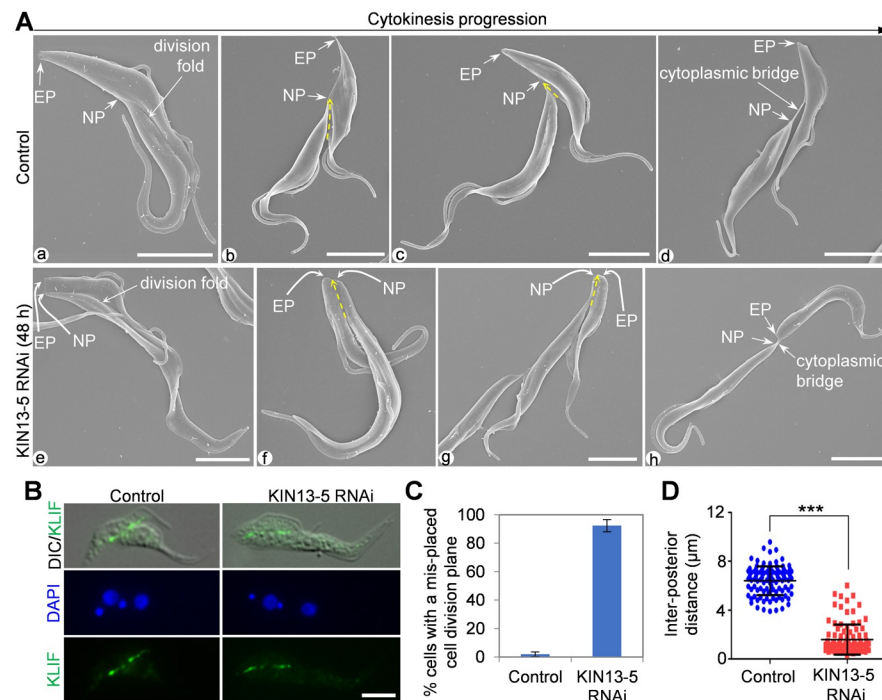 Cytokinesis progression
A
Control
division
fold
EP
NP
a
EP
NP
b
EP
NP
c
EP
cytoplasmic bridge
NP
d
KIN13-5 RNAi (48 h)
division fold
EP
NP
e
EP
NP
f
NP
EP
g
EP
NP
cytoplasmic
bridge
h
B
Control
KIN13-5 RNAi
DIC/KLIF
DAPI
KLIF
C
% cells with a mis-placed
cell division plane
100
80
60
40
20
0
Control
KIN13-5
RNAi
D
Inter-posterior
distance (µm)
12
8
4
0
***
Control
KIN13-5
RNAi